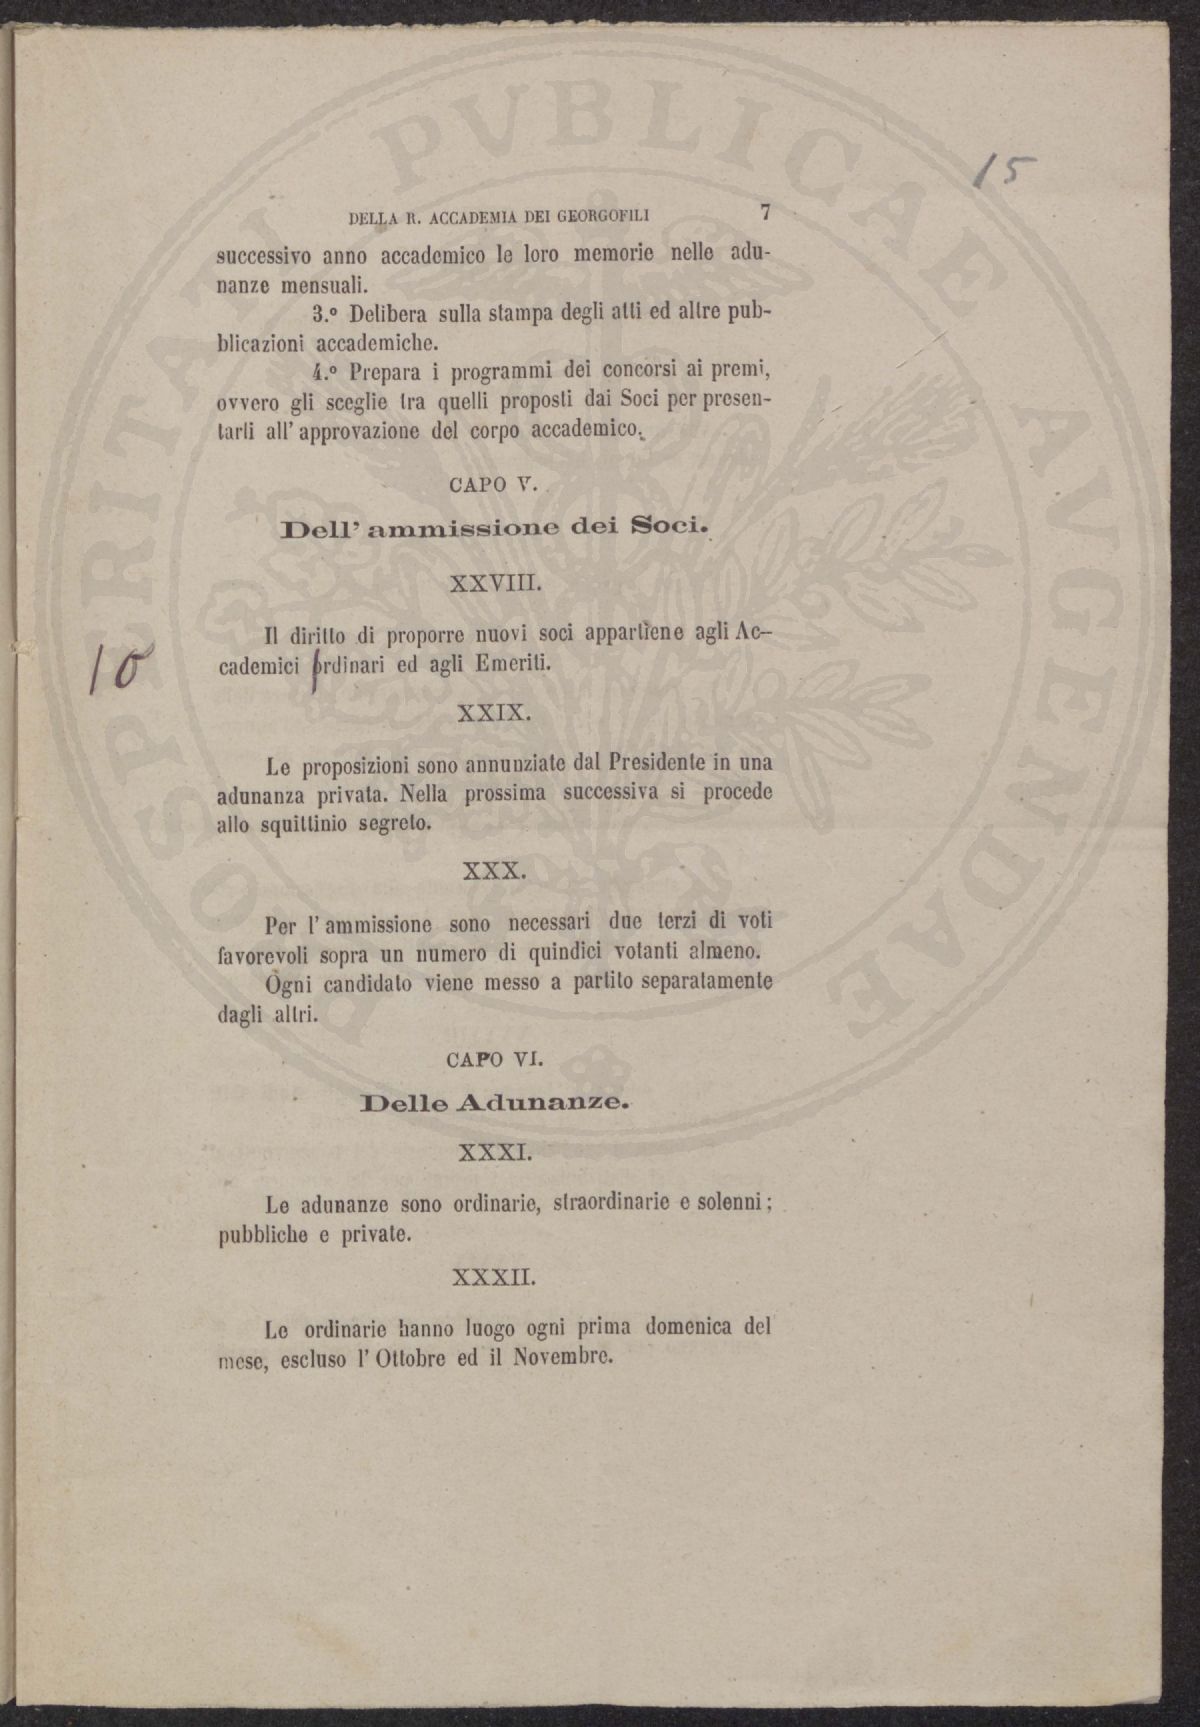 15
DELLA R. ACCADEMIA DEI GEORGOFILI 7
successivo anno accademico le loro memorie nelle adu-
nanze mensuali.
3.º Delibera sulla stampa degli atti ed altre pub-
blicazioni accademiche.
4.º Prepara i programmi dei concorsi ai premi,
ovvero gli sceglie tra quelli proposti dai Soci per presen-
tarli all' approvazione del corpo accademico.
CAPO V.
Dell' ammissione dei Soci.
XXVIII.
Il diritto di proporre nuovi soci appartiene agli Ac-
cademici ordinari ed agli Emeriti.
10
XXIX.
Le proposizioni sono annunziate dal Presidente in una
adunanza privata. Nella prossima successiva si procede
allo squittinio segreto.
XXX.
Per l' ammissione sono necessari due terzi di voti
favorevoli sopra un numero di quindici votanti almeno.
Ogni candidato viene messo a partito separatamente
dagli altri.
CAPO VI.
Delle Adunanze.
XXXI.
Le adunanze sono ordinarie, straordinarie e solenni;
pubbliche e private.
XXXII.
Le ordinarie hanno luogo ogni prima domenica del
mese, escluso l' Ottobre ed il Novembre.
PROSPERITATI PVBLICAE AVGENDAE